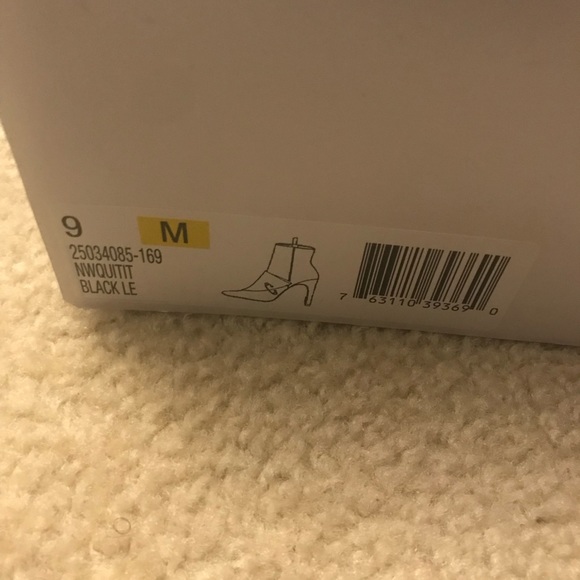 9 M
25034085-169
NWQUITIT
BLACK LE
7 63110 39369 0